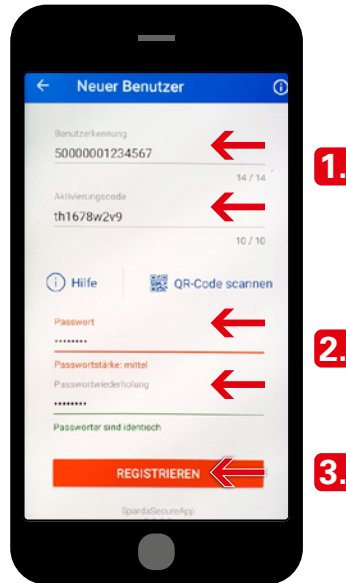 Neuer Benutzer
Benutzerkennung
50000001234567
14 / 14
1.
Aktivierungscode
th1678w2v9
10 / 10
Hilfe
QR-Code scannen
Passwort
••••••••
2.
Passwortstärke: mittel
Passwortwiederholung
••••••••
Passwörter sind identisch
REGISTRIEREN
3.
SpardaSecureApp